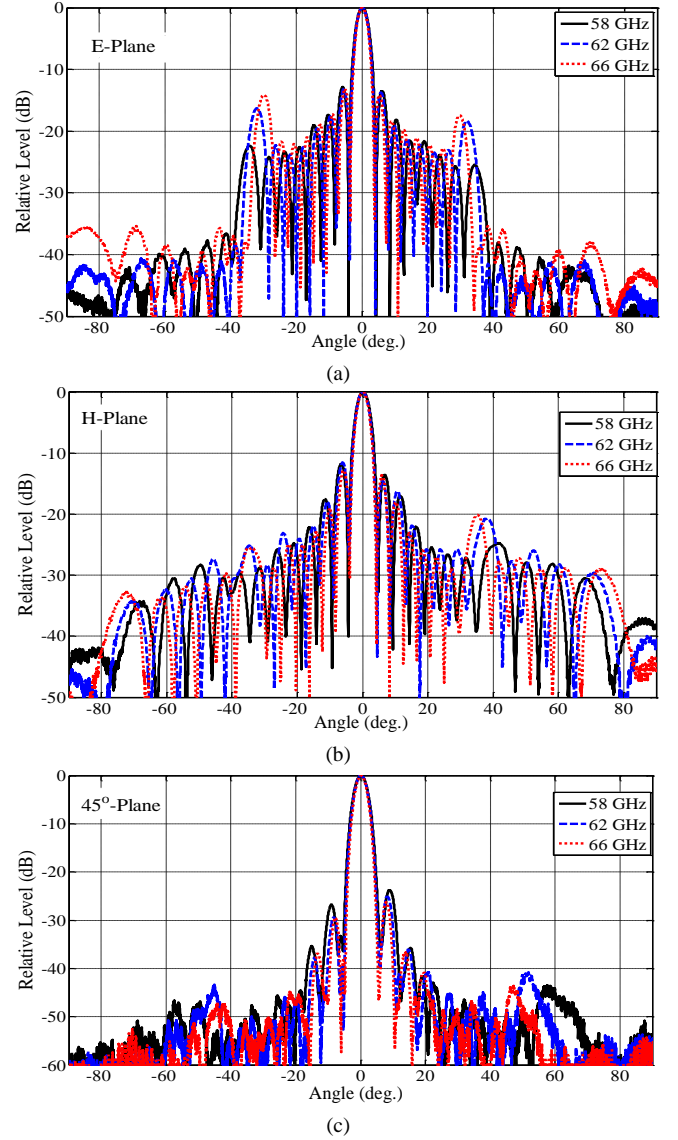 0
E-Plane
58 GHz
62 GHz
66 GHz
-10
-20
-30
-40
-50
Relative Level (dB)
-80 -60 -40 -20 0 20 40 60 80
Angle (deg.)
(a)
0
H-Plane
58 GHz
62 GHz
66 GHz
-10
-20
-30
-40
-50
Relative Level (dB)
-80 -60 -40 -20 0 20 40 60 80
Angle (deg.)
(b)
0
45°-Plane
58 GHz
62 GHz
66 GHz
-10
-20
-30
-40
-50
-60
Relative Level (dB)
-80 -60 -40 -20 0 20 40 60 80
Angle (deg.)
(c)